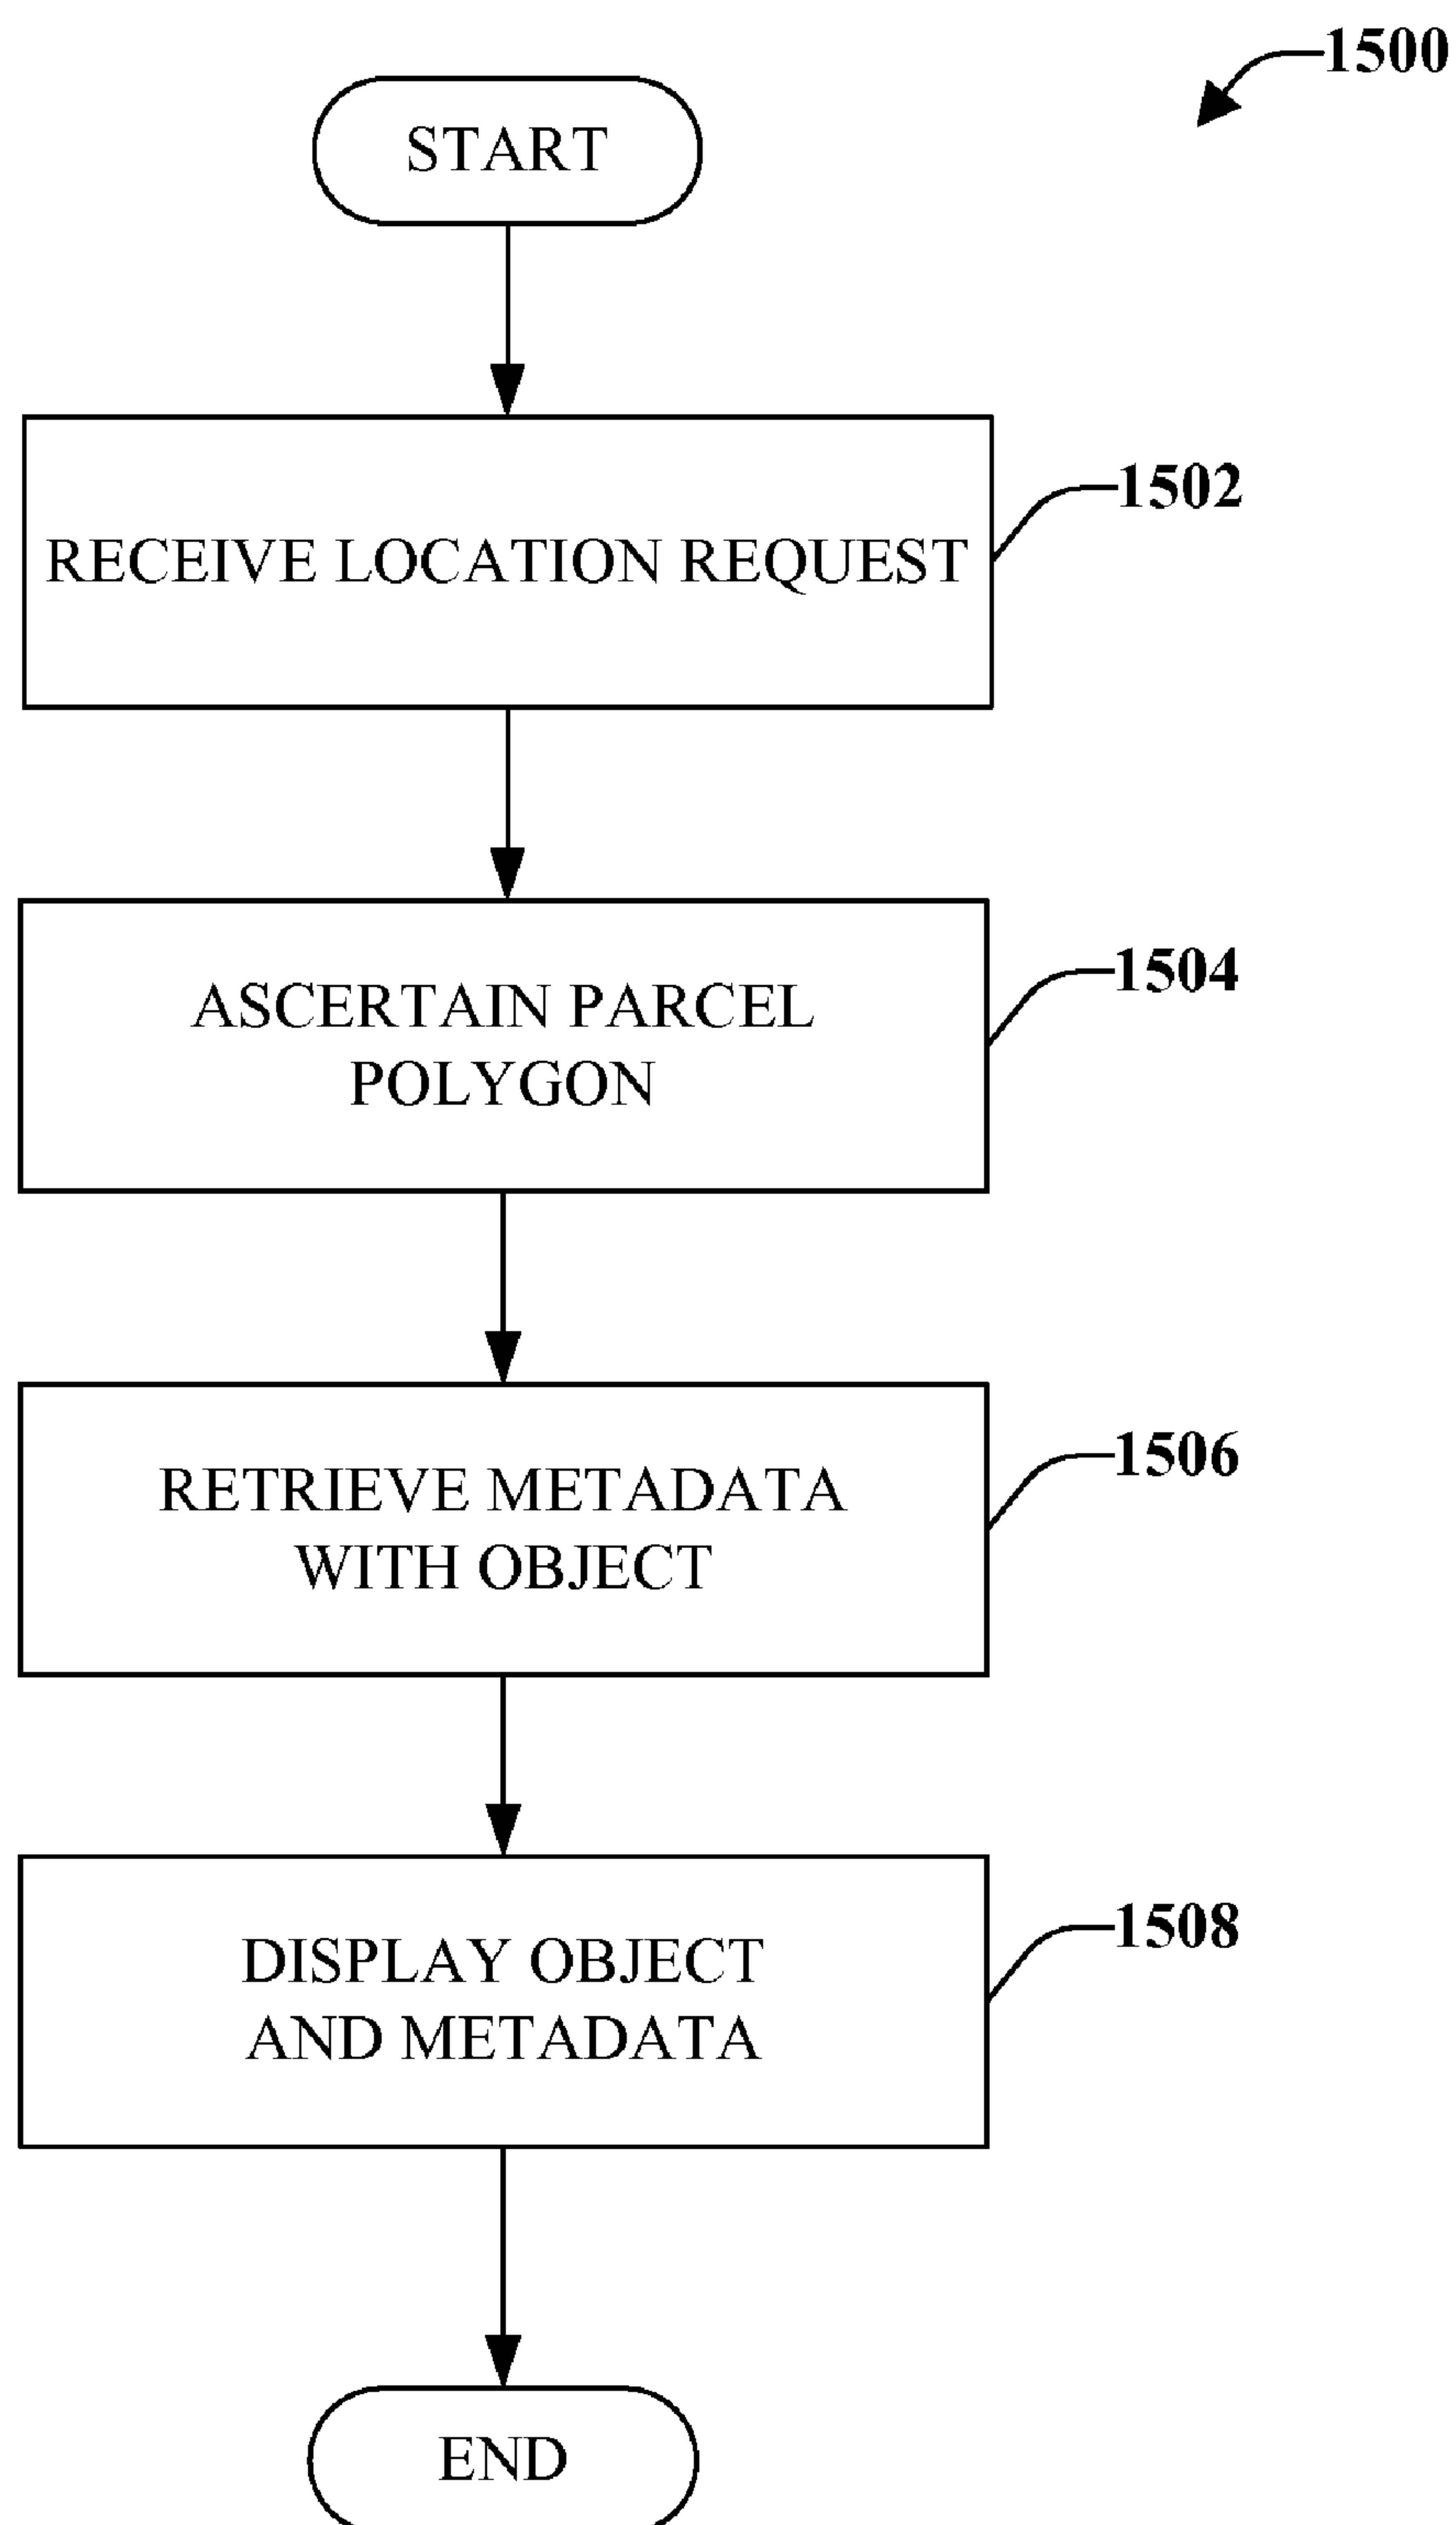 1500
START
RECEIVE LOCATION REQUEST
1502
ASCERTAIN PARCEL
POLYGON
1504
RETRIEVE METADATA
WITH OBJECT
1506
DISPLAY OBJECT
AND METADATA
1508
END